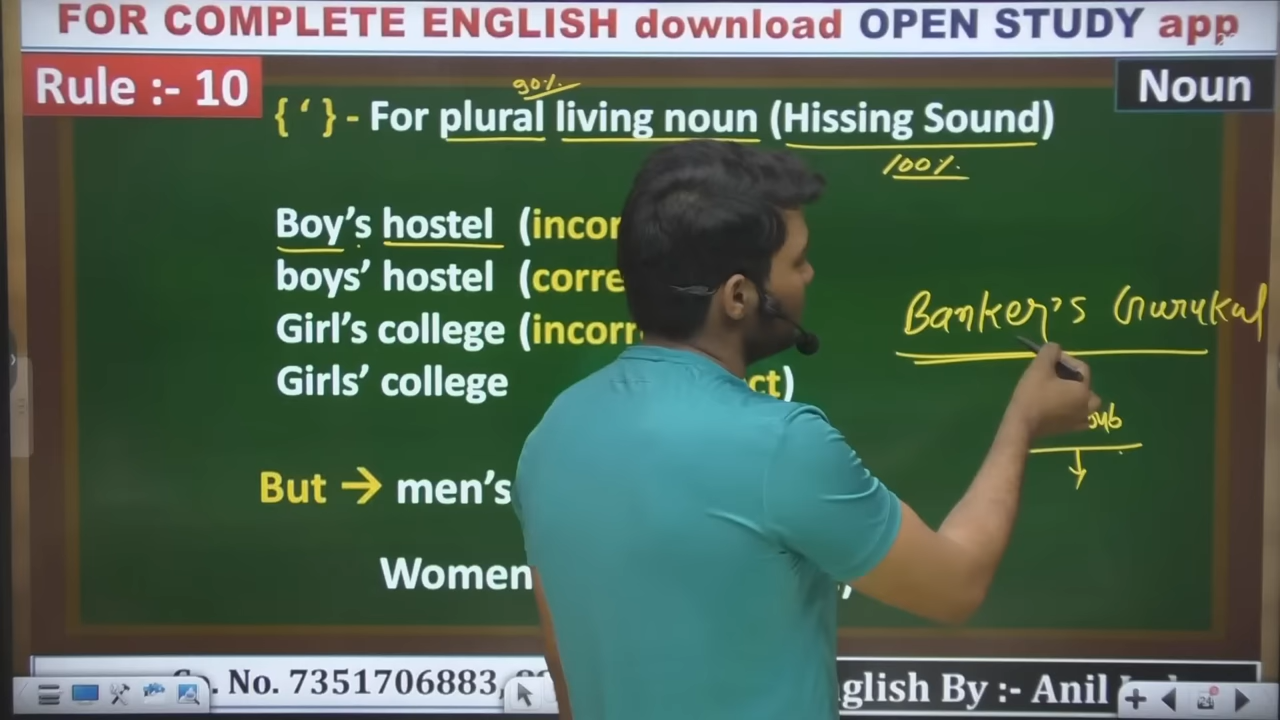 FOR COMPLETE ENGLISH download OPEN STUDY app
Rule :- 10
Noun
90%
{ ‘ } - For plural living noun (Hissing Sound)
100%
Boy’s hostel (incor
boys’ hostel (corre
Girl’s college (incorr
Girls’ college ct)
Banker's Gurukul
But → men’s
Women
. No. 7351706883,
glish By :- Anil
24